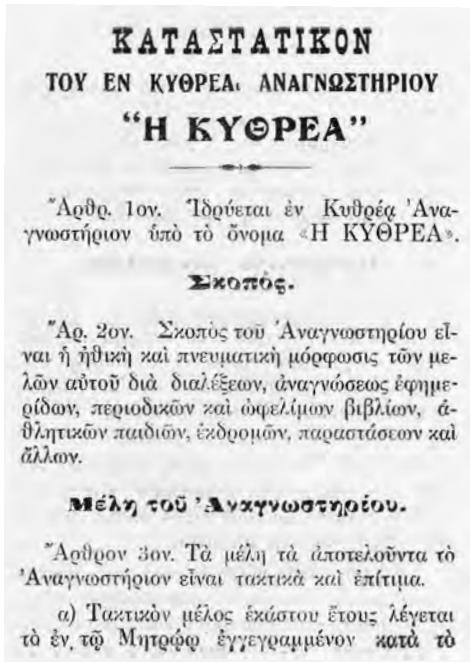 ΚΑΤΑΣΤΑΤΙΚΟΝ
ΤΟΥ ΕΝ ΚΥΘΡΕΑι ΑΝΑΓΝΩΣΤΗΡΙΟΥ
“Η ΚΥΘΡΕΑ”
Ἄρθρ. 1ον. Ἱδρύεται ἐν Κυθρέᾳ Ἀνα-
γνωστήριον ὑπὸ τὸ ὄνομα «Η ΚΥΘΡΕΑ».
Σκοπός.
Ἄρ. 2ον. Σκοπὸς τοῦ Ἀναγνωστηρίου εἶ-
ναι ἡ ἠθικὴ καὶ πνευματικὴ μόρφωσις τῶν με-
λῶν αὐτοῦ διὰ διαλέξεων, ἀναγνώσεως ἐφημε-
ρίδων, περιοδικῶν καὶ ὠφελίμων βιβλίων, ἀ-
θλητικῶν παιδιῶν, ἐκδρομῶν, παραστάσεων καὶ
ἄλλων.
Μέλη τοῦ Ἀναγνωστηρίου.
Ἄρθρον 3ον. Τὰ μέλη τὰ ἀποτελοῦντα τὸ
Ἀναγνωστήριον εἶναι τακτικὰ καὶ ἐπίτιμα.
α) Τακτικὸν μέλος ἑκάστου ἔτους λέγεται
τὸ ἐν τῷ Μητρώῳ ἐγγεγραμμένον κατὰ τὸ